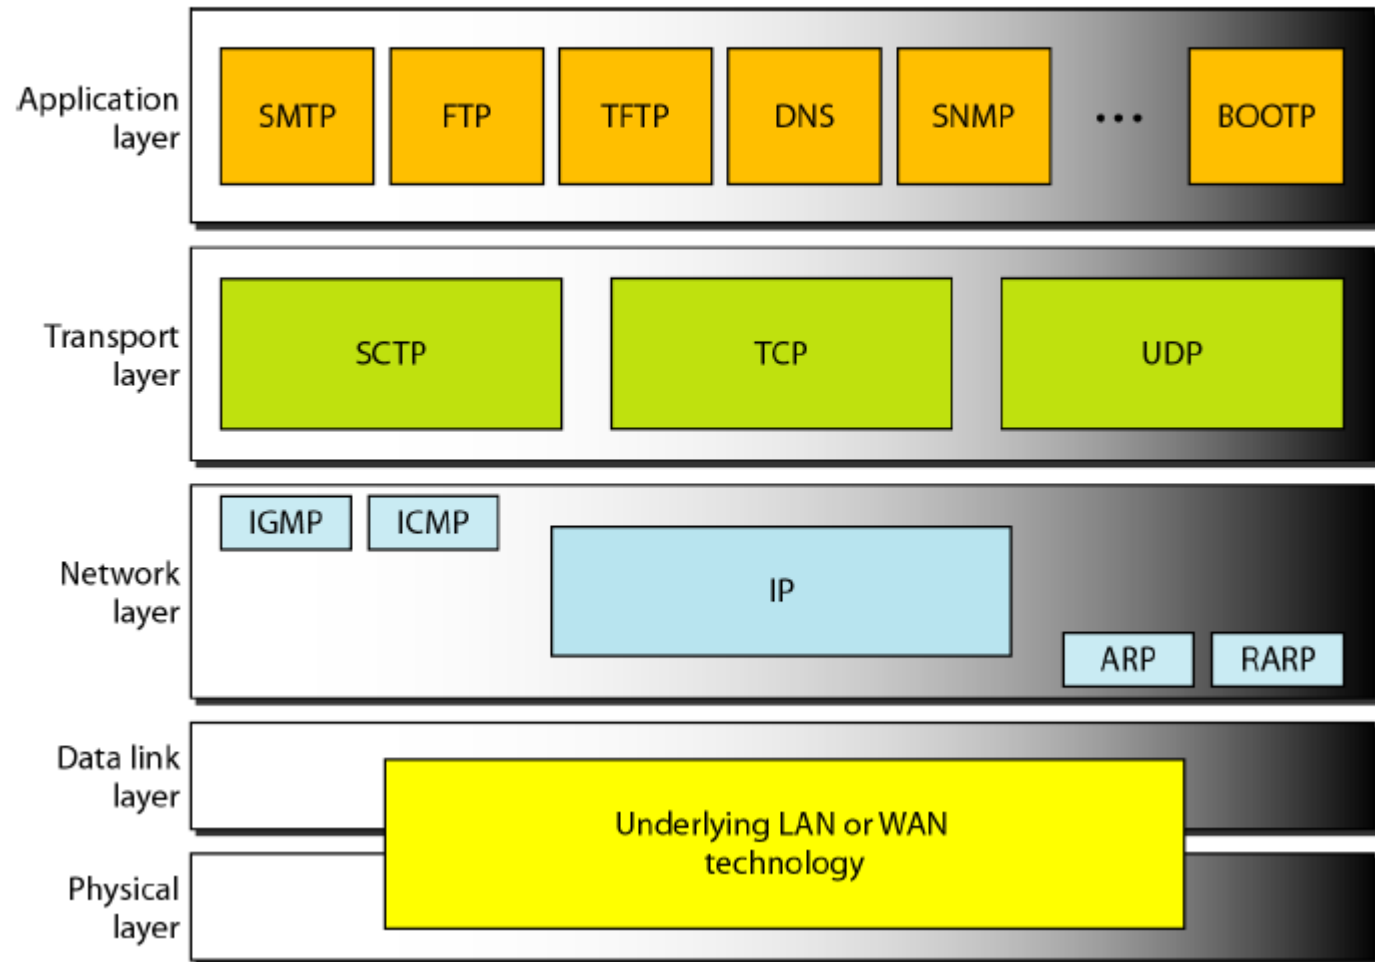 Application
layer
SMTP
FTP
TFTP
DNS
SNMP
...
BOOTP
Transport
layer
SCTP
TCP
UDP
Network
layer
IGMP
ICMP
IP
ARP
RARP
Data link
layer
Underlying LAN or WAN
technology
Physical
layer